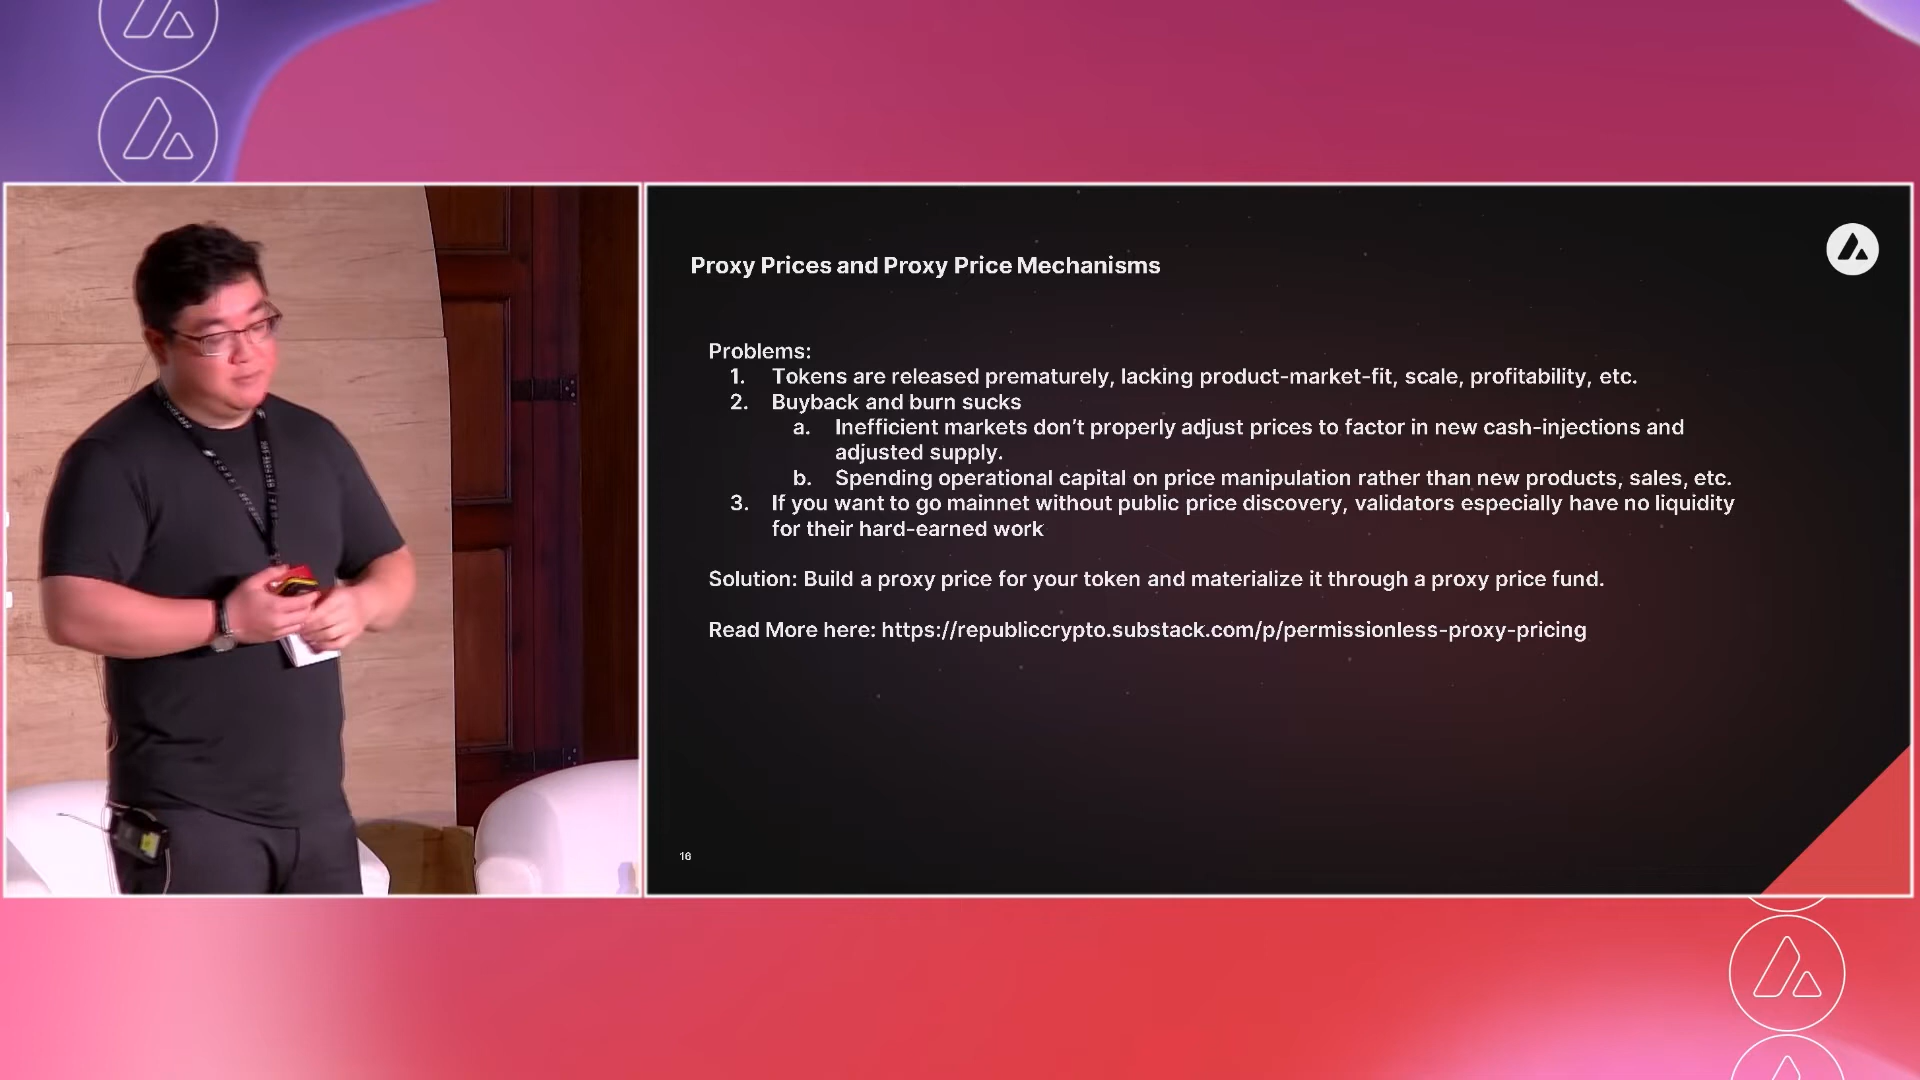 Proxy Prices and Proxy Price Mechanisms
Problems:
1. Tokens are released prematurely, lacking product-market-fit, scale, profitability, etc.
2. Buyback and burn sucks
a. Inefficient markets don't properly adjust prices to factor in new cash-injections and
adjusted supply.
b. Spending operational capital on price manipulation rather than new products, sales, etc.
3. If you want to go mainnet without public price discovery, validators especially have no liquidity
for their hard-earned work
Solution: Build a proxy price for your token and materialize it through a proxy price fund.
Read More here: https://republiccrypto.substack.com/p/permissionless-proxy-pricing
16